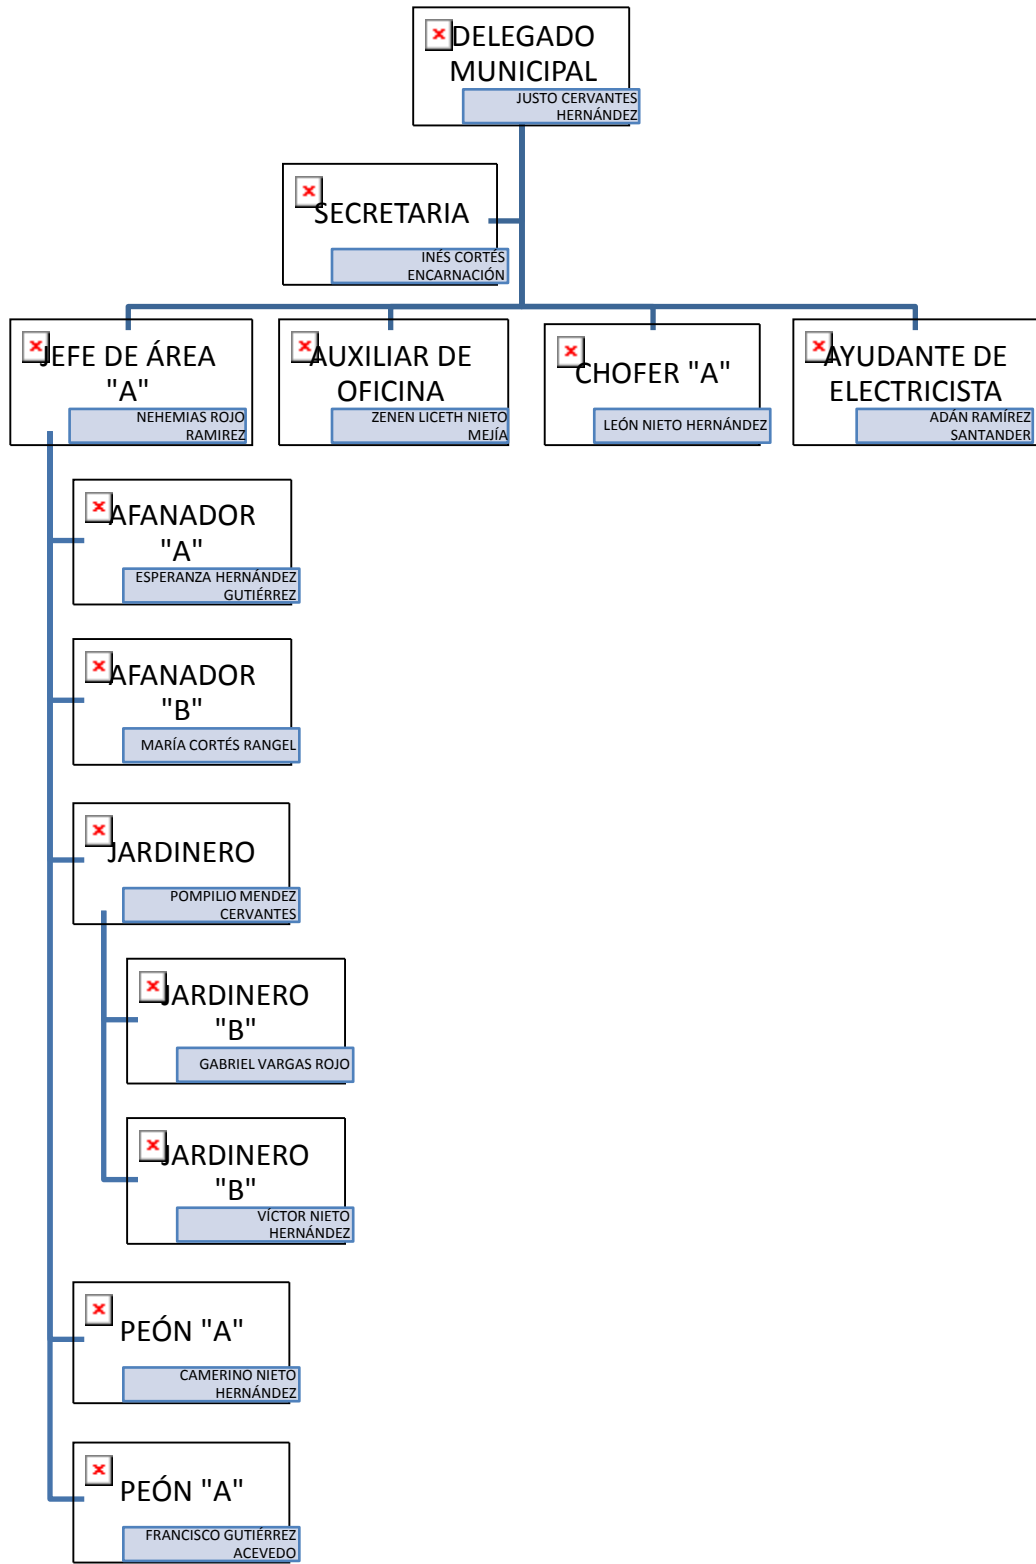 DELEGADO
MUNICIPAL
JUSTO CERVANTES
HERNÁNDEZ
SECRETARIA
INÉS CORTÉS
ENCARNACIÓN
JEFE DE ÁREA
"A"
NEHEMIAS ROJO
RAMIREZ
AUXILIAR DE
OFICINA
ZENEN LICETH NIETO
MEJÍA
CHOFER "A"
LEÓN NIETO HERNÁNDEZ
AYUDANTE DE
ELECTRICISTA
ADÁN RAMÍREZ
SANTANDER
AFANADOR
"A"
ESPERANZA HERNÁNDEZ
GUTIÉRREZ
AFANADOR
"B"
MARÍA CORTÉS RANGEL
JARDINERO
POMPILIO MENDEZ
CERVANTES
JARDINERO
"B"
GABRIEL VARGAS ROJO
JARDINERO
"B"
VÍCTOR NIETO
HERNÁNDEZ
PEÓN "A"
CAMERINO NIETO
HERNÁNDEZ
PEÓN "A"
FRANCISCO GUTIÉRREZ
ACEVEDO